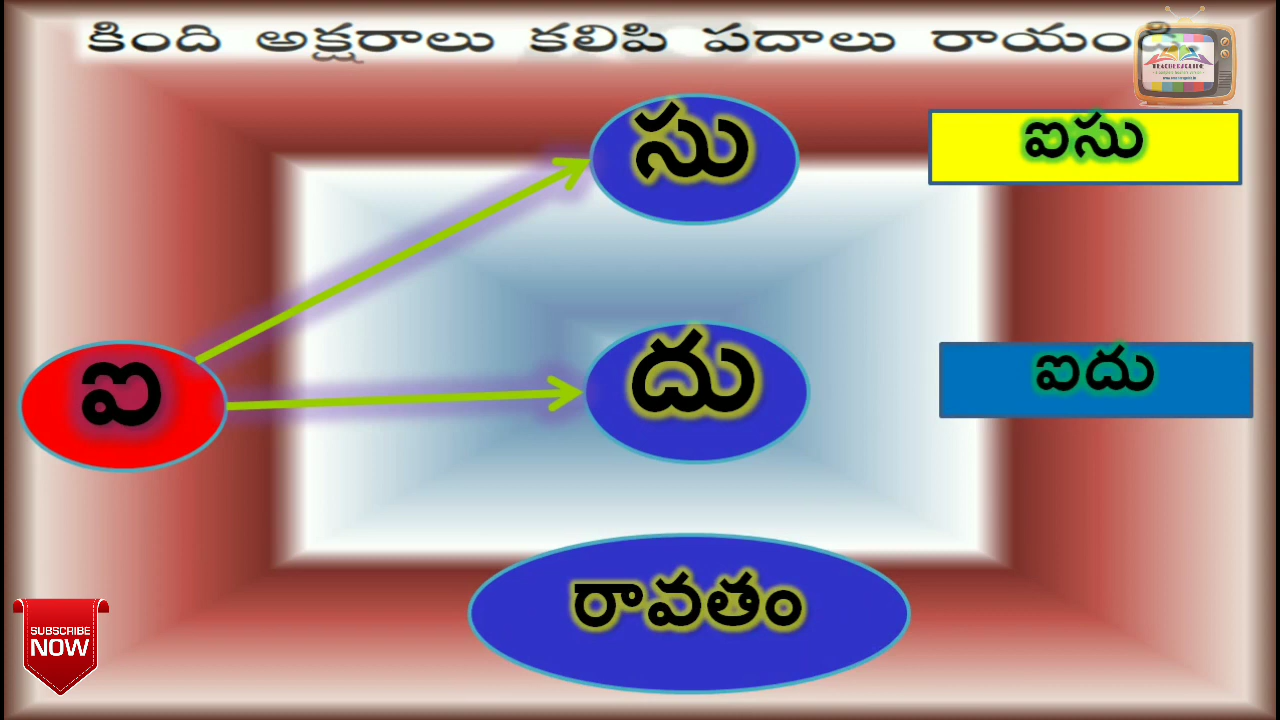 కింది అక్షరాలు కలిపి పదాలు రాయండి.
సు
ఐసు
ఐ
దు
ఐదు
రావతం
SUBSCRIBE
NOW